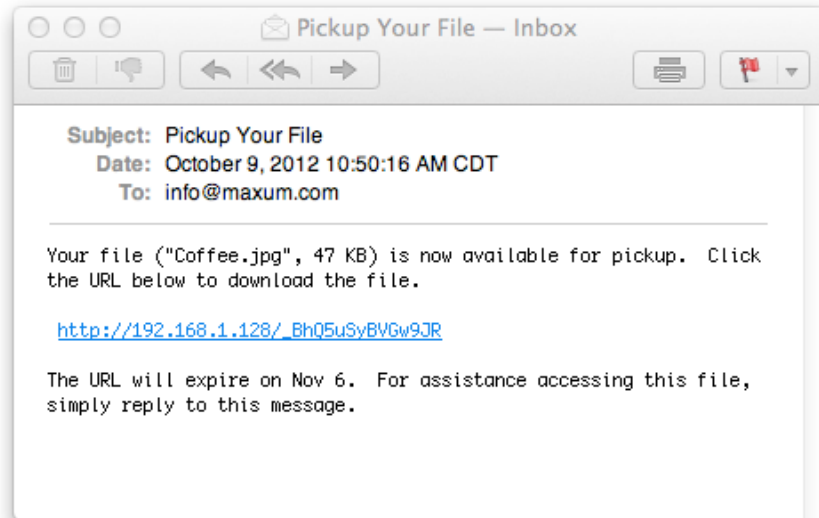 Pickup Your File — Inbox
Subject: Pickup Your File
Date: October 9, 2012 10:50:16 AM CDT
To: info@maxum.com
Your file ("Coffee.jpg", 47 KB) is now available for pickup.  Click
the URL below to download the file.
http://192.168.1.128/_BhQ5uSyBVGw9JR
The URL will expire on Nov 6.  For assistance accessing this file,
simply reply to this message.